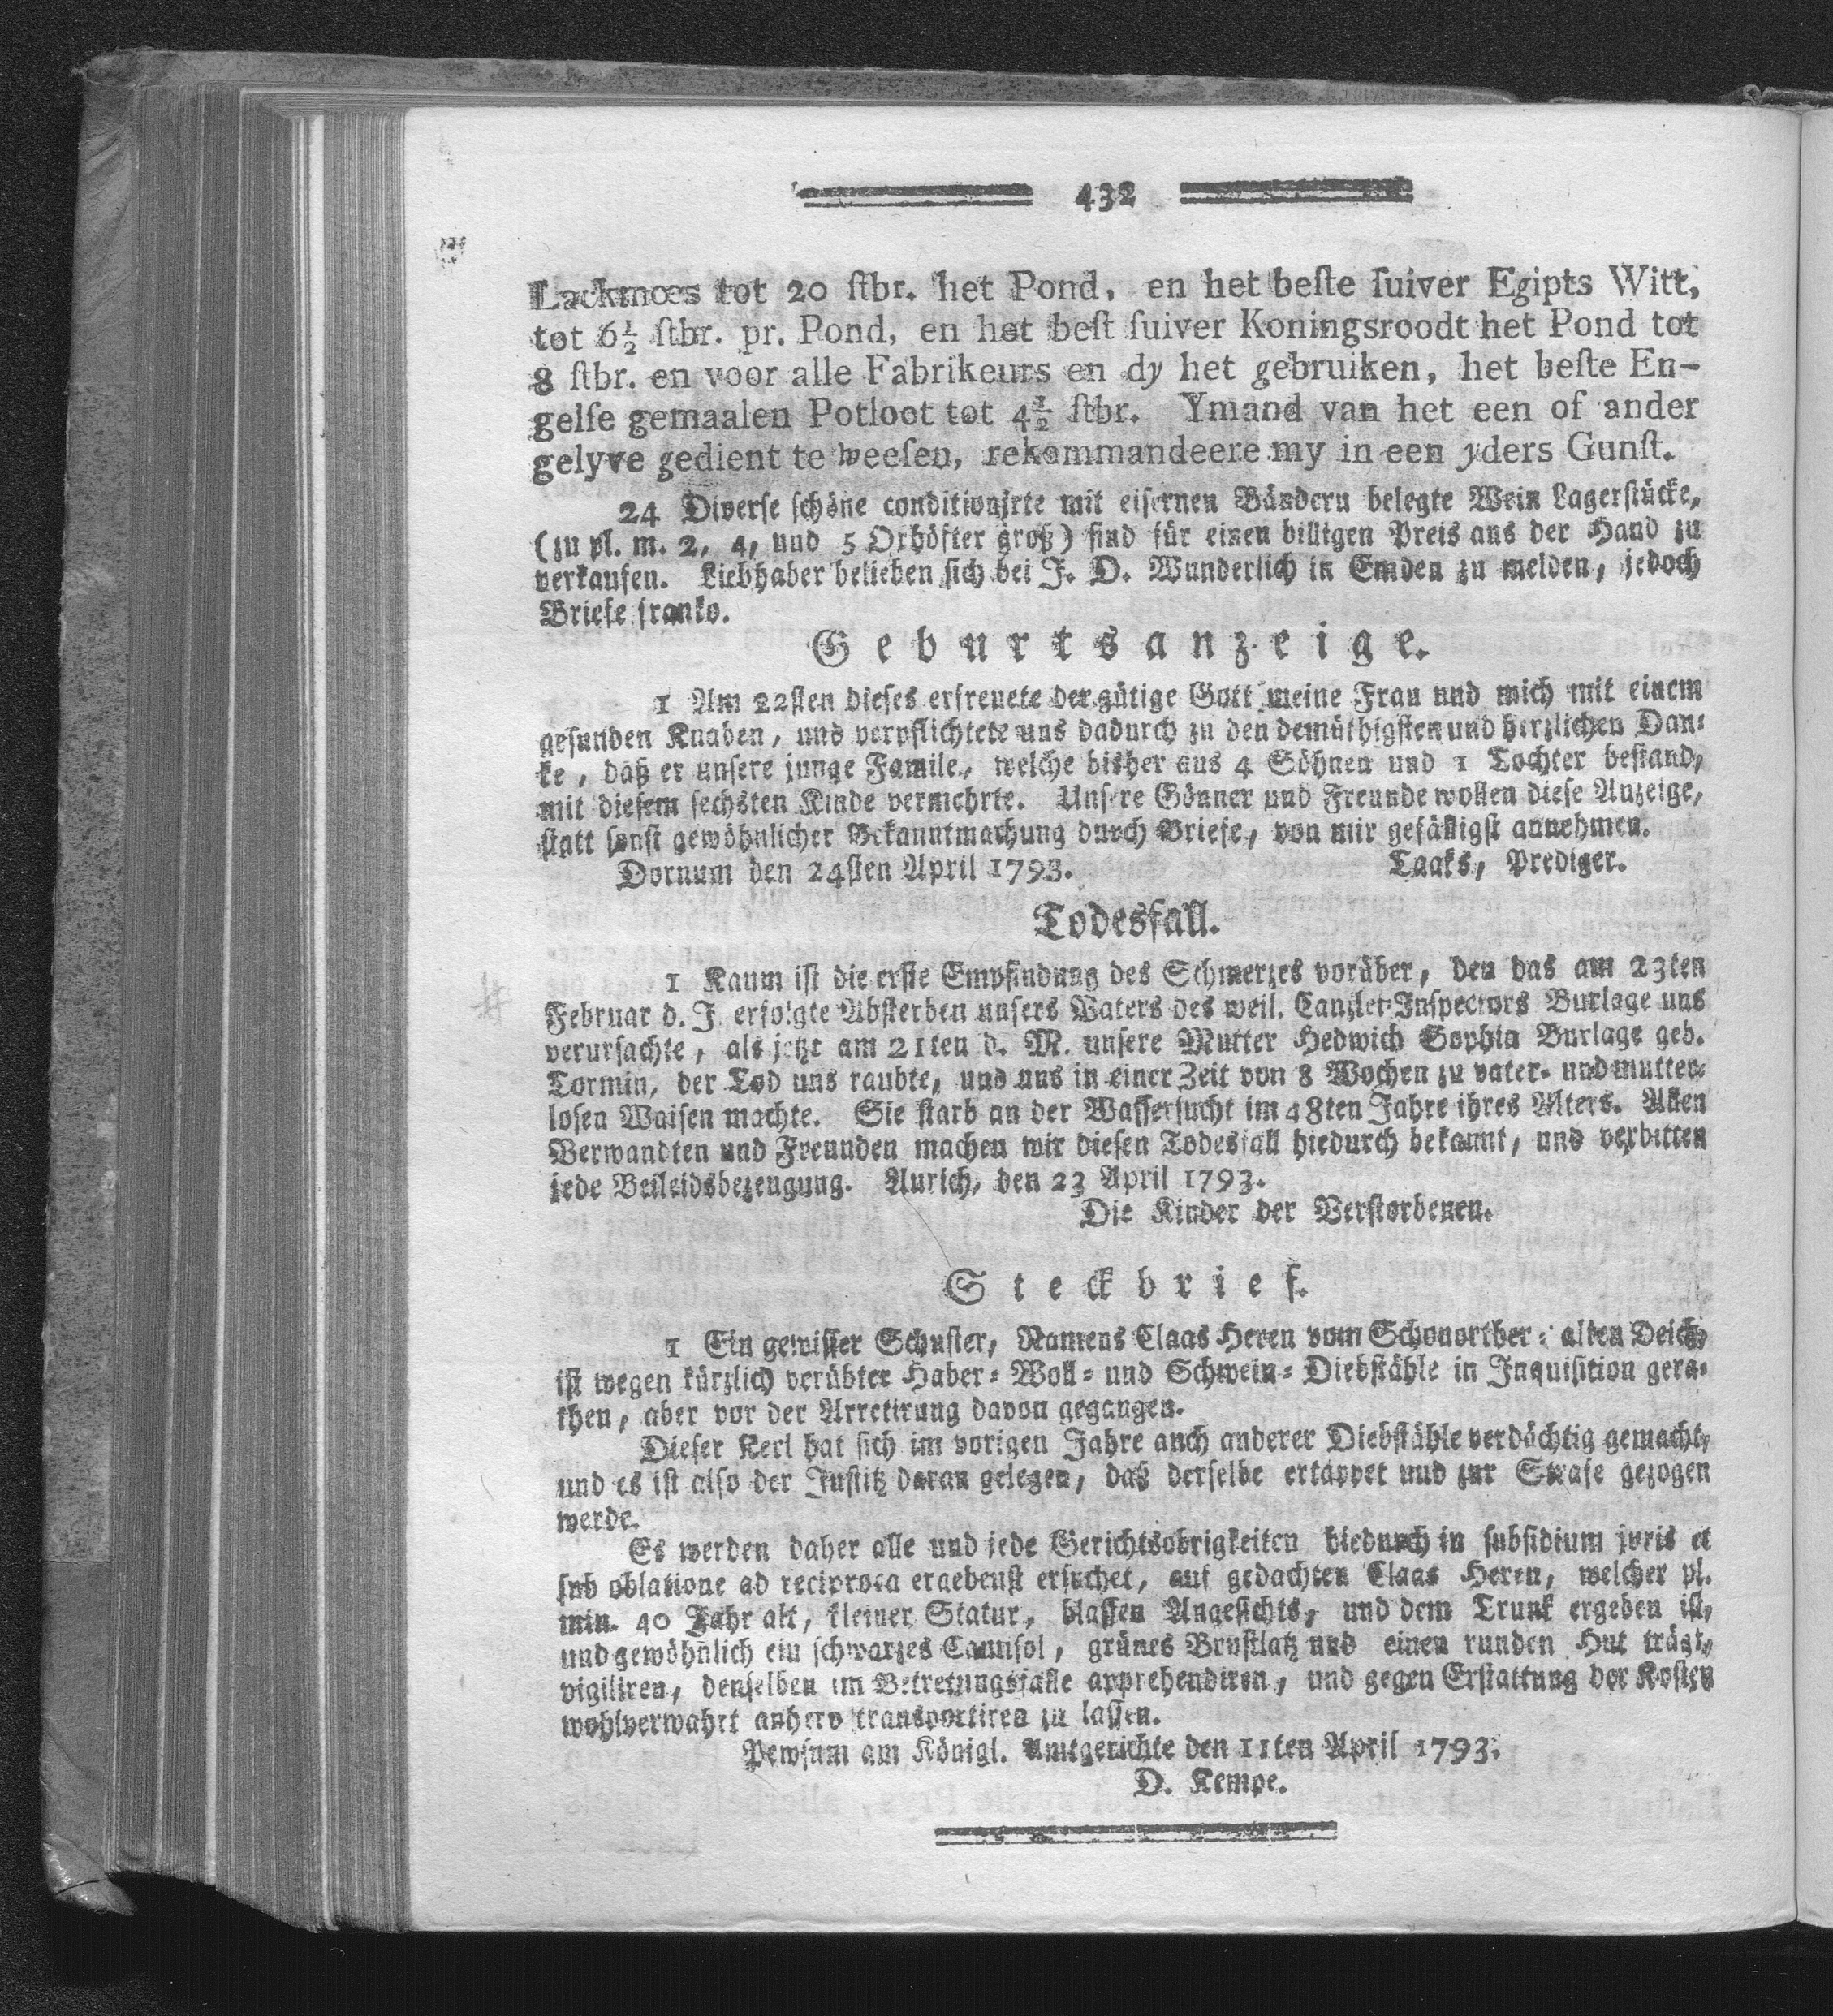 432
Lackmoes tot 20 ſtbr. het Pond, en het beſte ſuiver Egipts Witt,
tot 6½ ſtbr. pr. Pond, en het beſt ſuiver Koningsroodt het Pond tot
8 ſtbr. en voor alle Fabrikeurs en dy het gebruiken, het beſte En-
gelſe gemaalen Potloot tot 4½ ſtbr. Ymand van het een of ander
gelyve gedient te weeſen, rekommandeere my in een yders Gunſt.
24 Diverse schöne conditionirte mit eisernen Bändern belegte Wein Lagerstücke,
(zu pl. m. 2, 4, und 5 Oxhöfter groß) sind für einen billigen Preis aus der Hand zu
verkaufen. Liebhaber belieben sich bei J. D. Wunderlich in Emden zu melden, jedoch
Briefe franko.
Geburtsanzeige.
1 Am 22sten dieses erfreuete der gütige Gott meine Frau und mich mit einem
gesunden Knaben, und verpflichtete uns dadurch zu den demüthigsten und herzlichen Dan-
ke, daß er unsere junge Famile, welche bisher aus 4 Söhnen und 1 Tochter bestand,
mit diesem sechsten Kinde vermehrte. Unsere Gönner und Freunde wollen diese Anzeige,
statt sonst gewöhnlicher Bekanntmachung durch Briefe, von mir gefälligst annehmen.
Dornum den 24sten April 1793. Taaks, Prediger.
Todesfall.
1 Kaum ist die erste Empfindung des Schmerzes vorüber, den das am 23ten
Februar d. J. erfolgte Absterben unsers Vaters des weil. Canzlei-Inspectors Burlage uns
verursachte, als jetzt am 21ten d. M. unsere Mutter Hedwich Sophia Burlage geb.
Tormin, der Tod uns raubte, und uns in einer Zeit von 8 Wochen zu vater- und mutter-
losen Waisen machte. Sie starb an der Wassersucht im 48ten Jahre ihres Alters. Allen
Verwandten und Freunden machen wir diesen Todesfall hiedurch bekannt, und verbitten
jede Beileidsbezeugung. Aurich, den 23 April 1793.
Die Kinder der Verstorbenen.
Steckbrief.
1 Ein gewisser Schuster, Namens Claas Heren vom Schouorther- alten Deich,
ist wegen kürzlich verübter Haber- Woll- und Schwein- Diebstähle in Inquisition gera-
then, aber vor der Arretirung davon gegangen.
Dieser Kerl hat sich im vorigen Jahre auch anderer Diebstähle verdächtig gemacht,
und es ist also der Justitz daran gelegen, daß derselbe ertappet und zur Strafe gezogen
werde.
Es werden daher alle und jede Gerichtsobrigkeiten hiedurch in subsidium juris et
sub oblatione ad reciproca ergebenst ersuchet, auf gedachten Claas Heren, welcher pl.
min. 40 Jahr alt, kleiner Statur, blassen Angesichts, und dem Trunk ergeben ist,
und gewöhnlich ein schwarzes Camisol, grünes Brustlatz und einen runden Hut trägt,
vigiliren, denselben im Betretungsfalle apprehendiren, und gegen Erstattung der Kosten
wohlverwahrt anhero transportiren zu lassen.
Pewsum am Königl. Amtgerichte den 11ten April 1793.
D. Kempe.